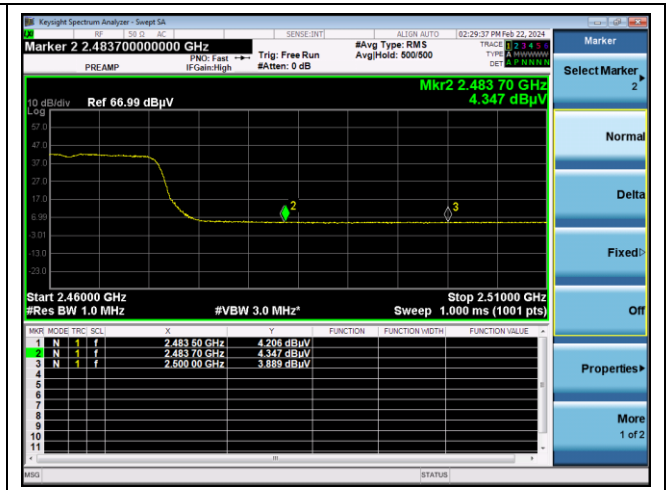 Keysight Spectrum Analyzer - Swept SA
RF 50 Ω AC SENSE:INT ALIGN AUTO 02:29:37 PM Feb 22, 2024
Marker 2 2.483700000000 GHz
PREAMP
PNO: Fast
IFGain:High
Trig: Free Run
#Atten: 0 dB
#Avg Type: RMS
Avg|Hold: 500/500
TRACE 1 2 3 4 5 6
TYPE A M W W W W W
DET A P N N N N
Mkr2 2.483 70 GHz
4.347 dBµV
10 dB/div Ref 66.99 dBµV
Log
57.0
47.0
37.0
27.0
17.0
6.99
-3.01
-13.0
-23.0
2
3
Start 2.46000 GHz Stop 2.51000 GHz
#Res BW 1.0 MHz #VBW 3.0 MHz* Sweep 1.000 ms (1001 pts)
MKR MODE TRC SCL X Y FUNCTION FUNCTION WIDTH FUNCTION VALUE
1 N 1 f 2.483 50 GHz 4.206 dBµV
2 N 1 f 2.483 70 GHz 4.347 dBµV
3 N 1 f 2.500 00 GHz 3.889 dBµV
4
5
6
7
8
9
10
11
MSG STATUS
Marker
Select Marker
2
Normal
Delta
Fixed
Off
Properties
More
1 of 2